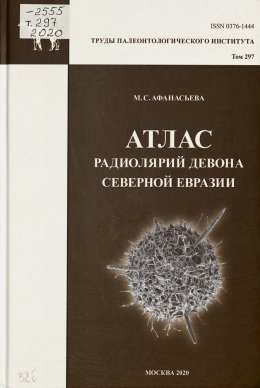 -2555
т. 297
2020
ISSN 0376-1444
ТРУДЫ ПАЛЕОНТОЛОГИЧЕСКОГО ИНСТИТУТА
Том 297
М. С. АФАНАСЬЕВА
АТЛАС
РАДИОЛЯРИЙ ДЕВОНА
СЕВЕРНОЙ ЕВРАЗИИ
МОСКВА 2020